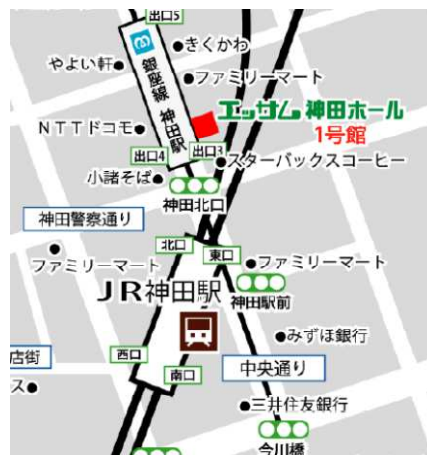 出口5
きくかわ
やよい軒
銀座線 神田駅
ファミリーマート
エッサム 神田ホール
1号館
NTTドコモ
出口4
出口3
スターバックスコーヒー
小諸そば
神田北口
神田警察通り
北口
東口
ファミリーマート
ファミリーマート
JR神田駅
神田駅前
みずほ銀行
店街
西口
中央通り
ス
南口
三井住友銀行
今川橋